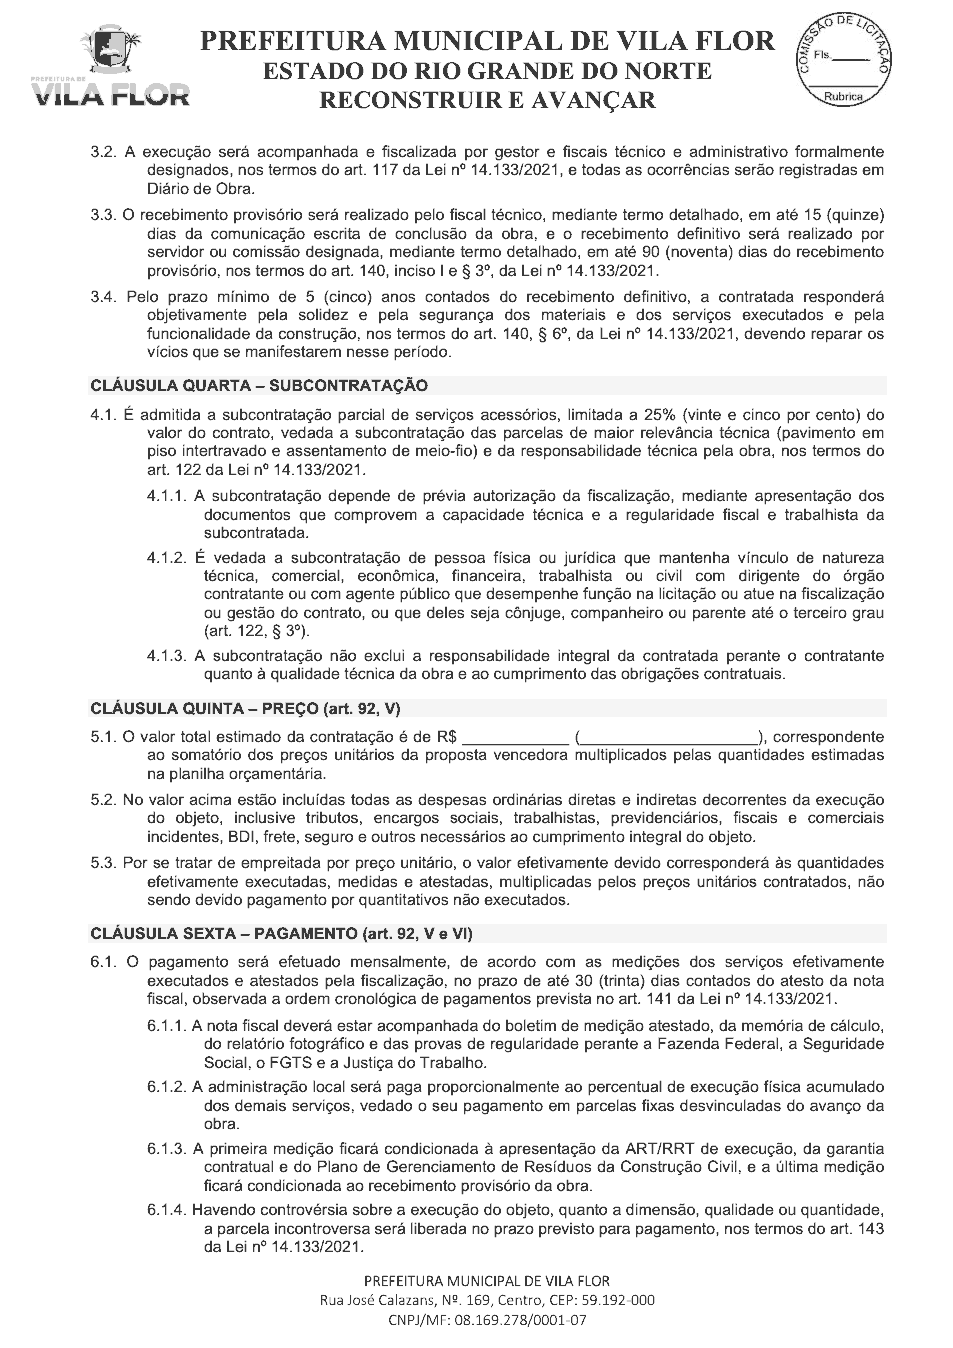 PREFEITURA DE
VILA FLOR
PREFEITURA MUNICIPAL DE VILA FLOR
ESTADO DO RIO GRANDE DO NORTE
RECONSTRUIR E AVANÇAR
COMISSÃO DE LICITAÇÃO
Fls.______
Rubrica
3.2. A execução será acompanhada e fiscalizada por gestor e fiscais técnico e administrativo formalmente
designados, nos termos do art. 117 da Lei nº 14.133/2021, e todas as ocorrências serão registradas em
Diário de Obra.
3.3. O recebimento provisório será realizado pelo fiscal técnico, mediante termo detalhado, em até 15 (quinze)
dias da comunicação escrita de conclusão da obra, e o recebimento definitivo será realizado por
servidor ou comissão designada, mediante termo detalhado, em até 90 (noventa) dias do recebimento
provisório, nos termos do art. 140, inciso I e § 3º, da Lei nº 14.133/2021.
3.4. Pelo prazo mínimo de 5 (cinco) anos contados do recebimento definitivo, a contratada responderá
objetivamente pela solidez e pela segurança dos materiais e dos serviços executados e pela
funcionalidade da construção, nos termos do art. 140, § 6º, da Lei nº 14.133/2021, devendo reparar os
vícios que se manifestarem nesse período.
CLÁUSULA QUARTA – SUBCONTRATAÇÃO
4.1. É admitida a subcontratação parcial de serviços acessórios, limitada a 25% (vinte e cinco por cento) do
valor do contrato, vedada a subcontratação das parcelas de maior relevância técnica (pavimento em
piso intertravado e assentamento de meio-fio) e da responsabilidade técnica pela obra, nos termos do
art. 122 da Lei nº 14.133/2021.
4.1.1. A subcontratação depende de prévia autorização da fiscalização, mediante apresentação dos
documentos que comprovem a capacidade técnica e a regularidade fiscal e trabalhista da
subcontratada.
4.1.2. É vedada a subcontratação de pessoa física ou jurídica que mantenha vínculo de natureza
técnica, comercial, econômica, financeira, trabalhista ou civil com dirigente do órgão
contratante ou com agente público que desempenhe função na licitação ou atue na fiscalização
ou gestão do contrato, ou que deles seja cônjuge, companheiro ou parente até o terceiro grau
(art. 122, § 3º).
4.1.3. A subcontratação não exclui a responsabilidade integral da contratada perante o contratante
quanto à qualidade técnica da obra e ao cumprimento das obrigações contratuais.
CLÁUSULA QUINTA – PREÇO (art. 92, V)
5.1. O valor total estimado da contratação é de R$ ____________ (____________________), correspondente
ao somatório dos preços unitários da proposta vencedora multiplicados pelas quantidades estimadas
na planilha orçamentária.
5.2. No valor acima estão incluídas todas as despesas ordinárias diretas e indiretas decorrentes da execução
do objeto, inclusive tributos, encargos sociais, trabalhistas, previdenciários, fiscais e comerciais
incidentes, BDI, frete, seguro e outros necessários ao cumprimento integral do objeto.
5.3. Por se tratar de empreitada por preço unitário, o valor efetivamente devido corresponderá às quantidades
efetivamente executadas, medidas e atestadas, multiplicadas pelos preços unitários contratados, não
sendo devido pagamento por quantitativos não executados.
CLÁUSULA SEXTA – PAGAMENTO (art. 92, V e VI)
6.1. O pagamento será efetuado mensalmente, de acordo com as medições dos serviços efetivamente
executados e atestados pela fiscalização, no prazo de até 30 (trinta) dias contados do atesto da nota
fiscal, observada a ordem cronológica de pagamentos prevista no art. 141 da Lei nº 14.133/2021.
6.1.1. A nota fiscal deverá estar acompanhada do boletim de medição atestado, da memória de cálculo,
do relatório fotográfico e das provas de regularidade perante a Fazenda Federal, a Seguridade
Social, o FGTS e a Justiça do Trabalho.
6.1.2. A administração local será paga proporcionalmente ao percentual de execução física acumulado
dos demais serviços, vedado o seu pagamento em parcelas fixas desvinculadas do avanço da
obra.
6.1.3. A primeira medição ficará condicionada à apresentação da ART/RRT de execução, da garantia
contratual e do Plano de Gerenciamento de Resíduos da Construção Civil, e a última medição
ficará condicionada ao recebimento provisório da obra.
6.1.4. Havendo controvérsia sobre a execução do objeto, quanto a dimensão, qualidade ou quantidade,
a parcela incontroversa será liberada no prazo previsto para pagamento, nos termos do art. 143
da Lei nº 14.133/2021.
PREFEITURA MUNICIPAL DE VILA FLOR
Rua José Calazans, Nº. 169, Centro, CEP: 59.192-000
CNPJ/MF: 08.169.278/0001-07